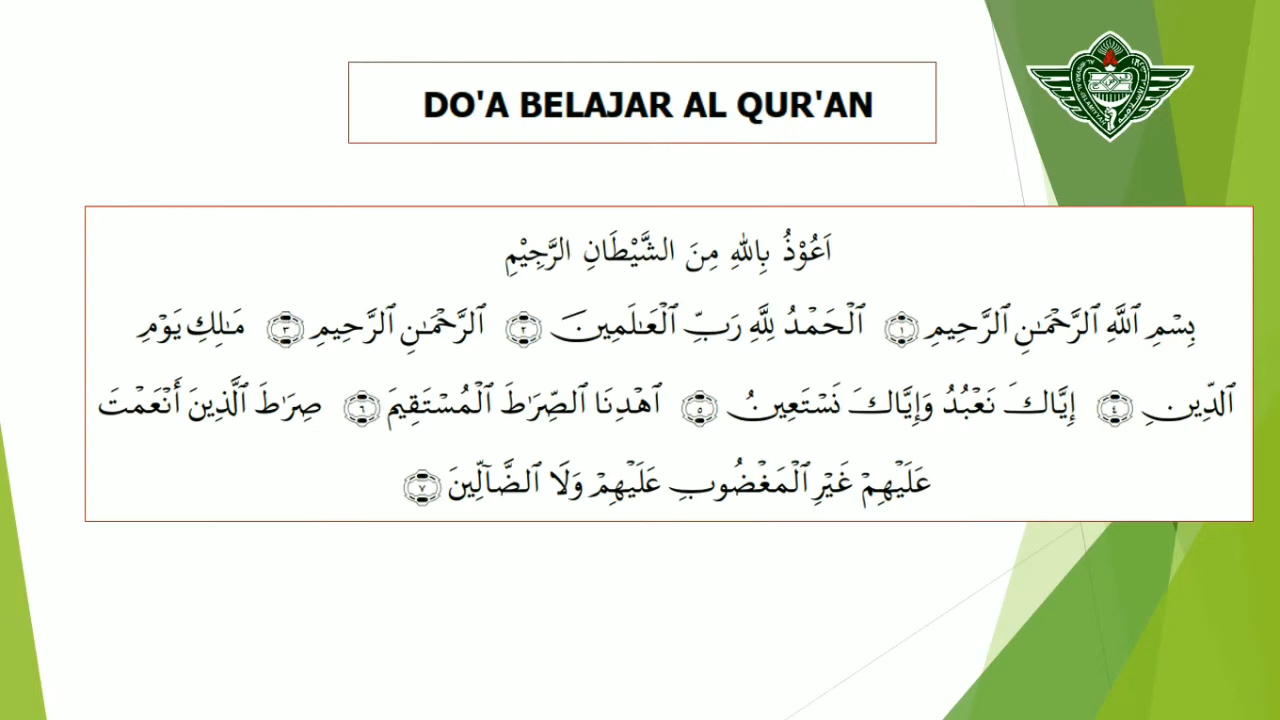 DO'A BELAJAR AL QUR'AN
اَعُوْذُ بِاللهِ مِنَ الشَّيْطَانِ الرَّجِيْمِ
بِسْمِ ٱللَّهِ ٱلرَّحْمَـٰنِ ٱلرَّحِيمِ ١ ٱلْحَمْدُ لِلَّهِ رَبِّ ٱلْعَـٰلَمِينَ ٢ ٱلرَّحْمَـٰنِ ٱلرَّحِيمِ ٣ مَـٰلِكِ يَوْمِ
ٱلدِّينِ ٤ إِيَّاكَ نَعْبُدُ وَإِيَّاكَ نَسْتَعِينُ ٥ ٱهْدِنَا ٱلصِّرَٰطَ ٱلْمُسْتَقِيمَ ٦ صِرَٰطَ ٱلَّذِينَ أَنْعَمْتَ
عَلَيْهِمْ غَيْرِ ٱلْمَغْضُوبِ عَلَيْهِمْ وَلَا ٱلضَّآلِّينَ ٧